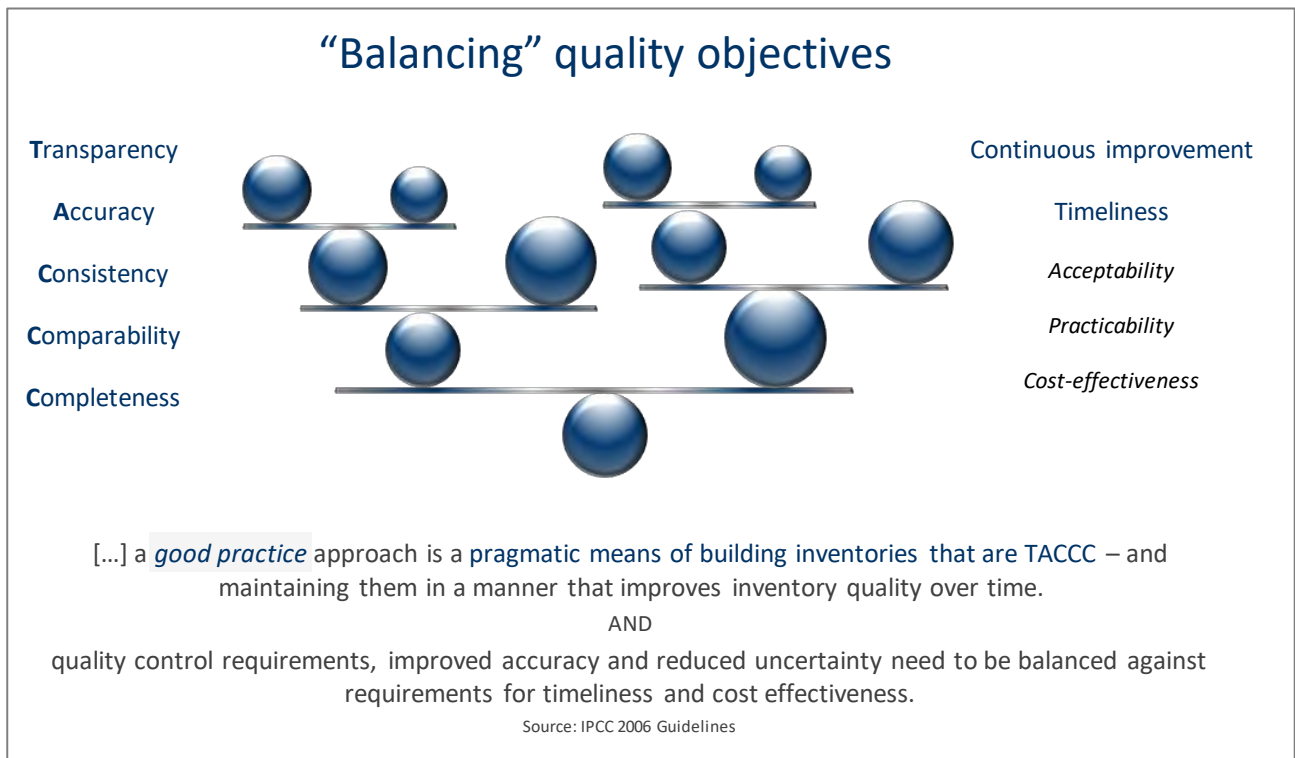 “Balancing” quality objectives
Transparency
Accuracy
Consistency
Comparability
Completeness
Continuous improvement
Timeliness
Acceptability
Practicability
Cost-effectiveness
[…] a good practice approach is a pragmatic means of building inventories that are TACCC – and
maintaining them in a manner that improves inventory quality over time.
AND
quality control requirements, improved accuracy and reduced uncertainty need to be balanced against
requirements for timeliness and cost effectiveness.
Source: IPCC 2006 Guidelines